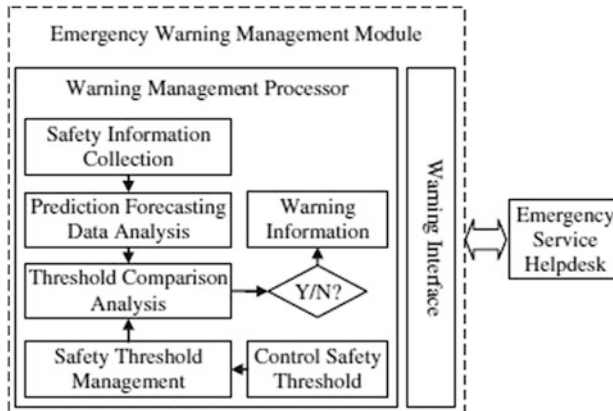 Emergency Warning Management Module
Warning Management Processor
Safety Information
Collection
Prediction Forecasting
Data Analysis
Warning
Information
Threshold Comparison
Analysis
Y/N?
Safety Threshold
Management
Control Safety
Threshold
Warning Interface
Emergency
Service
Helpdesk